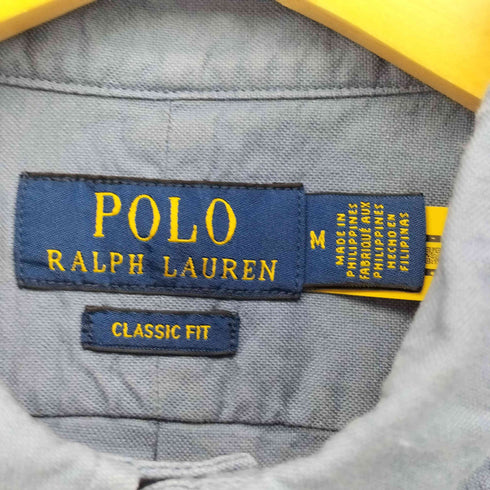 POLO
RALPH LAUREN
M
MADE IN
PHILIPPINES
FABRIQUÉ AUX
PHILIPPINES
HECHO EN
FILIPINAS
CLASSIC FIT